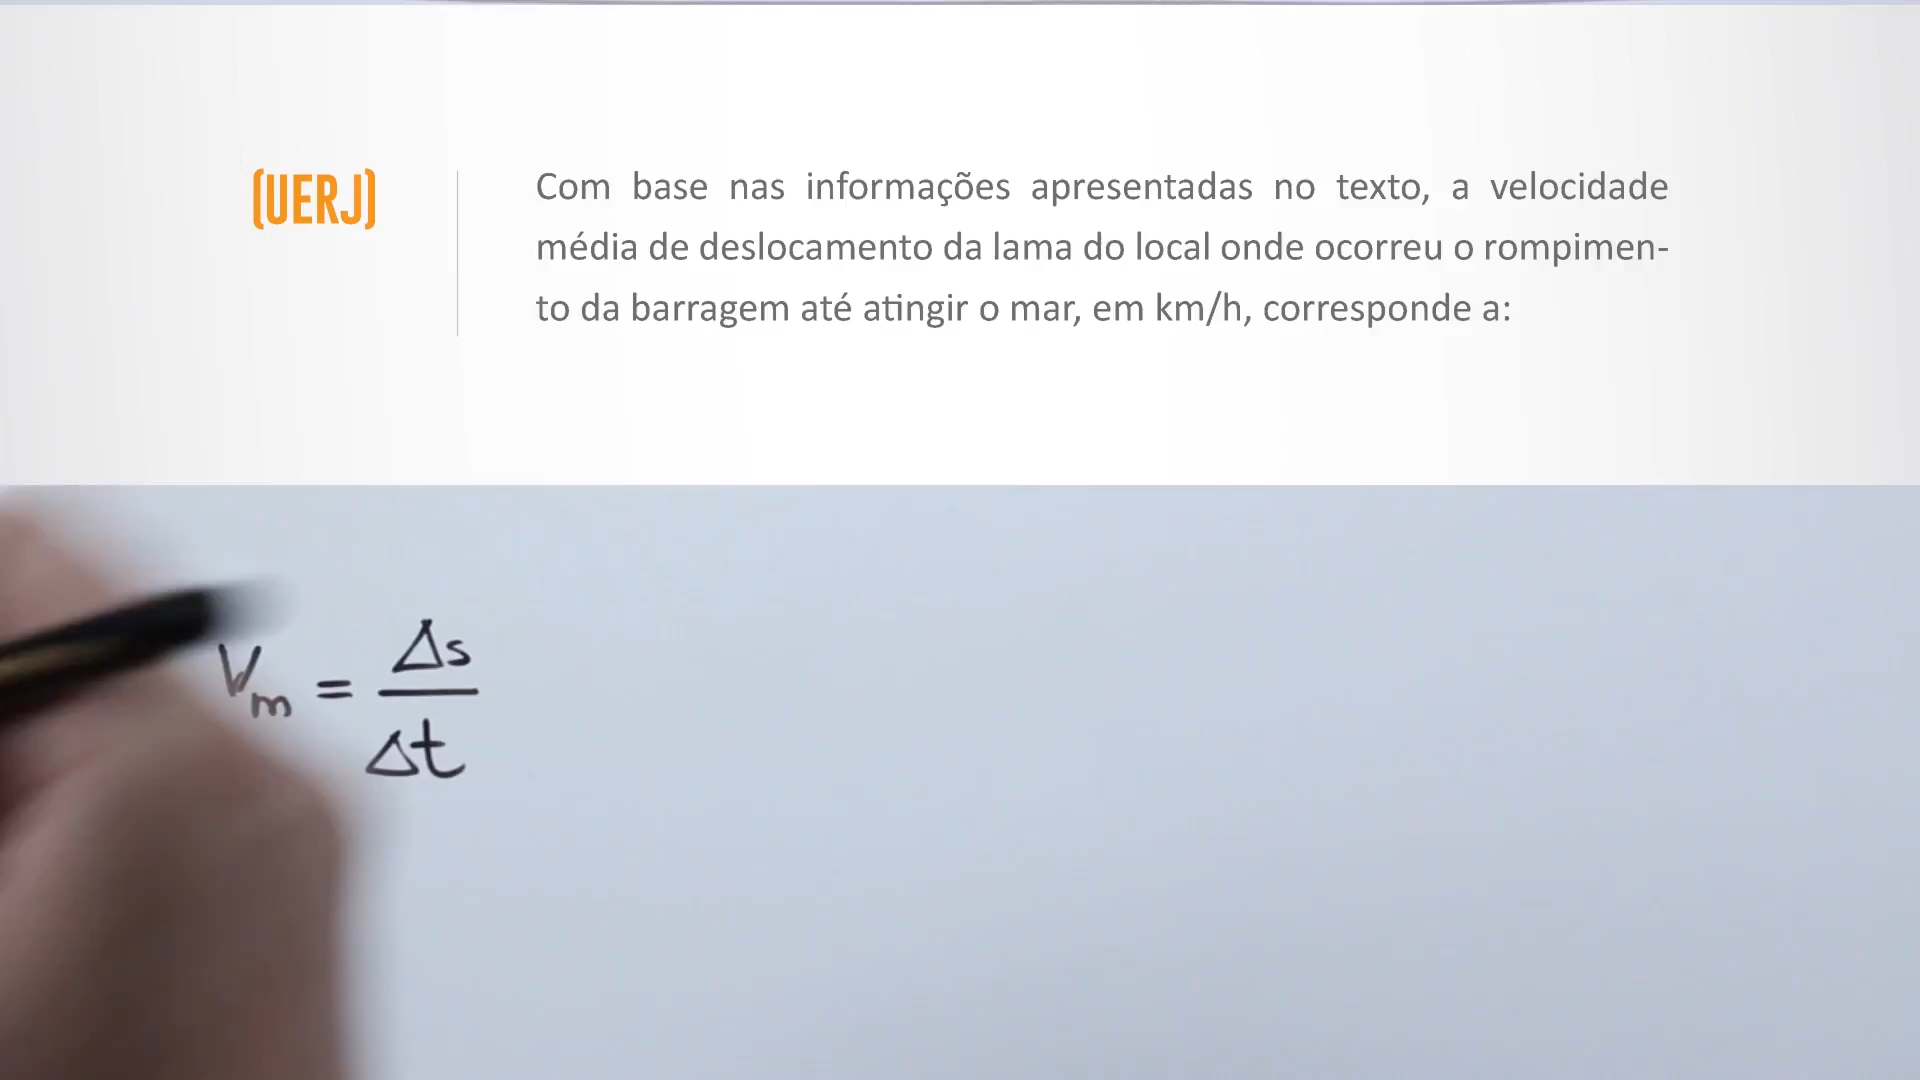 (UERJ)
Com base nas informações apresentadas no texto, a velocidade
média de deslocamento da lama do local onde ocorreu o rompimen-
to da barragem até atingir o mar, em km/h, corresponde a:
Vm = Δs
Δt